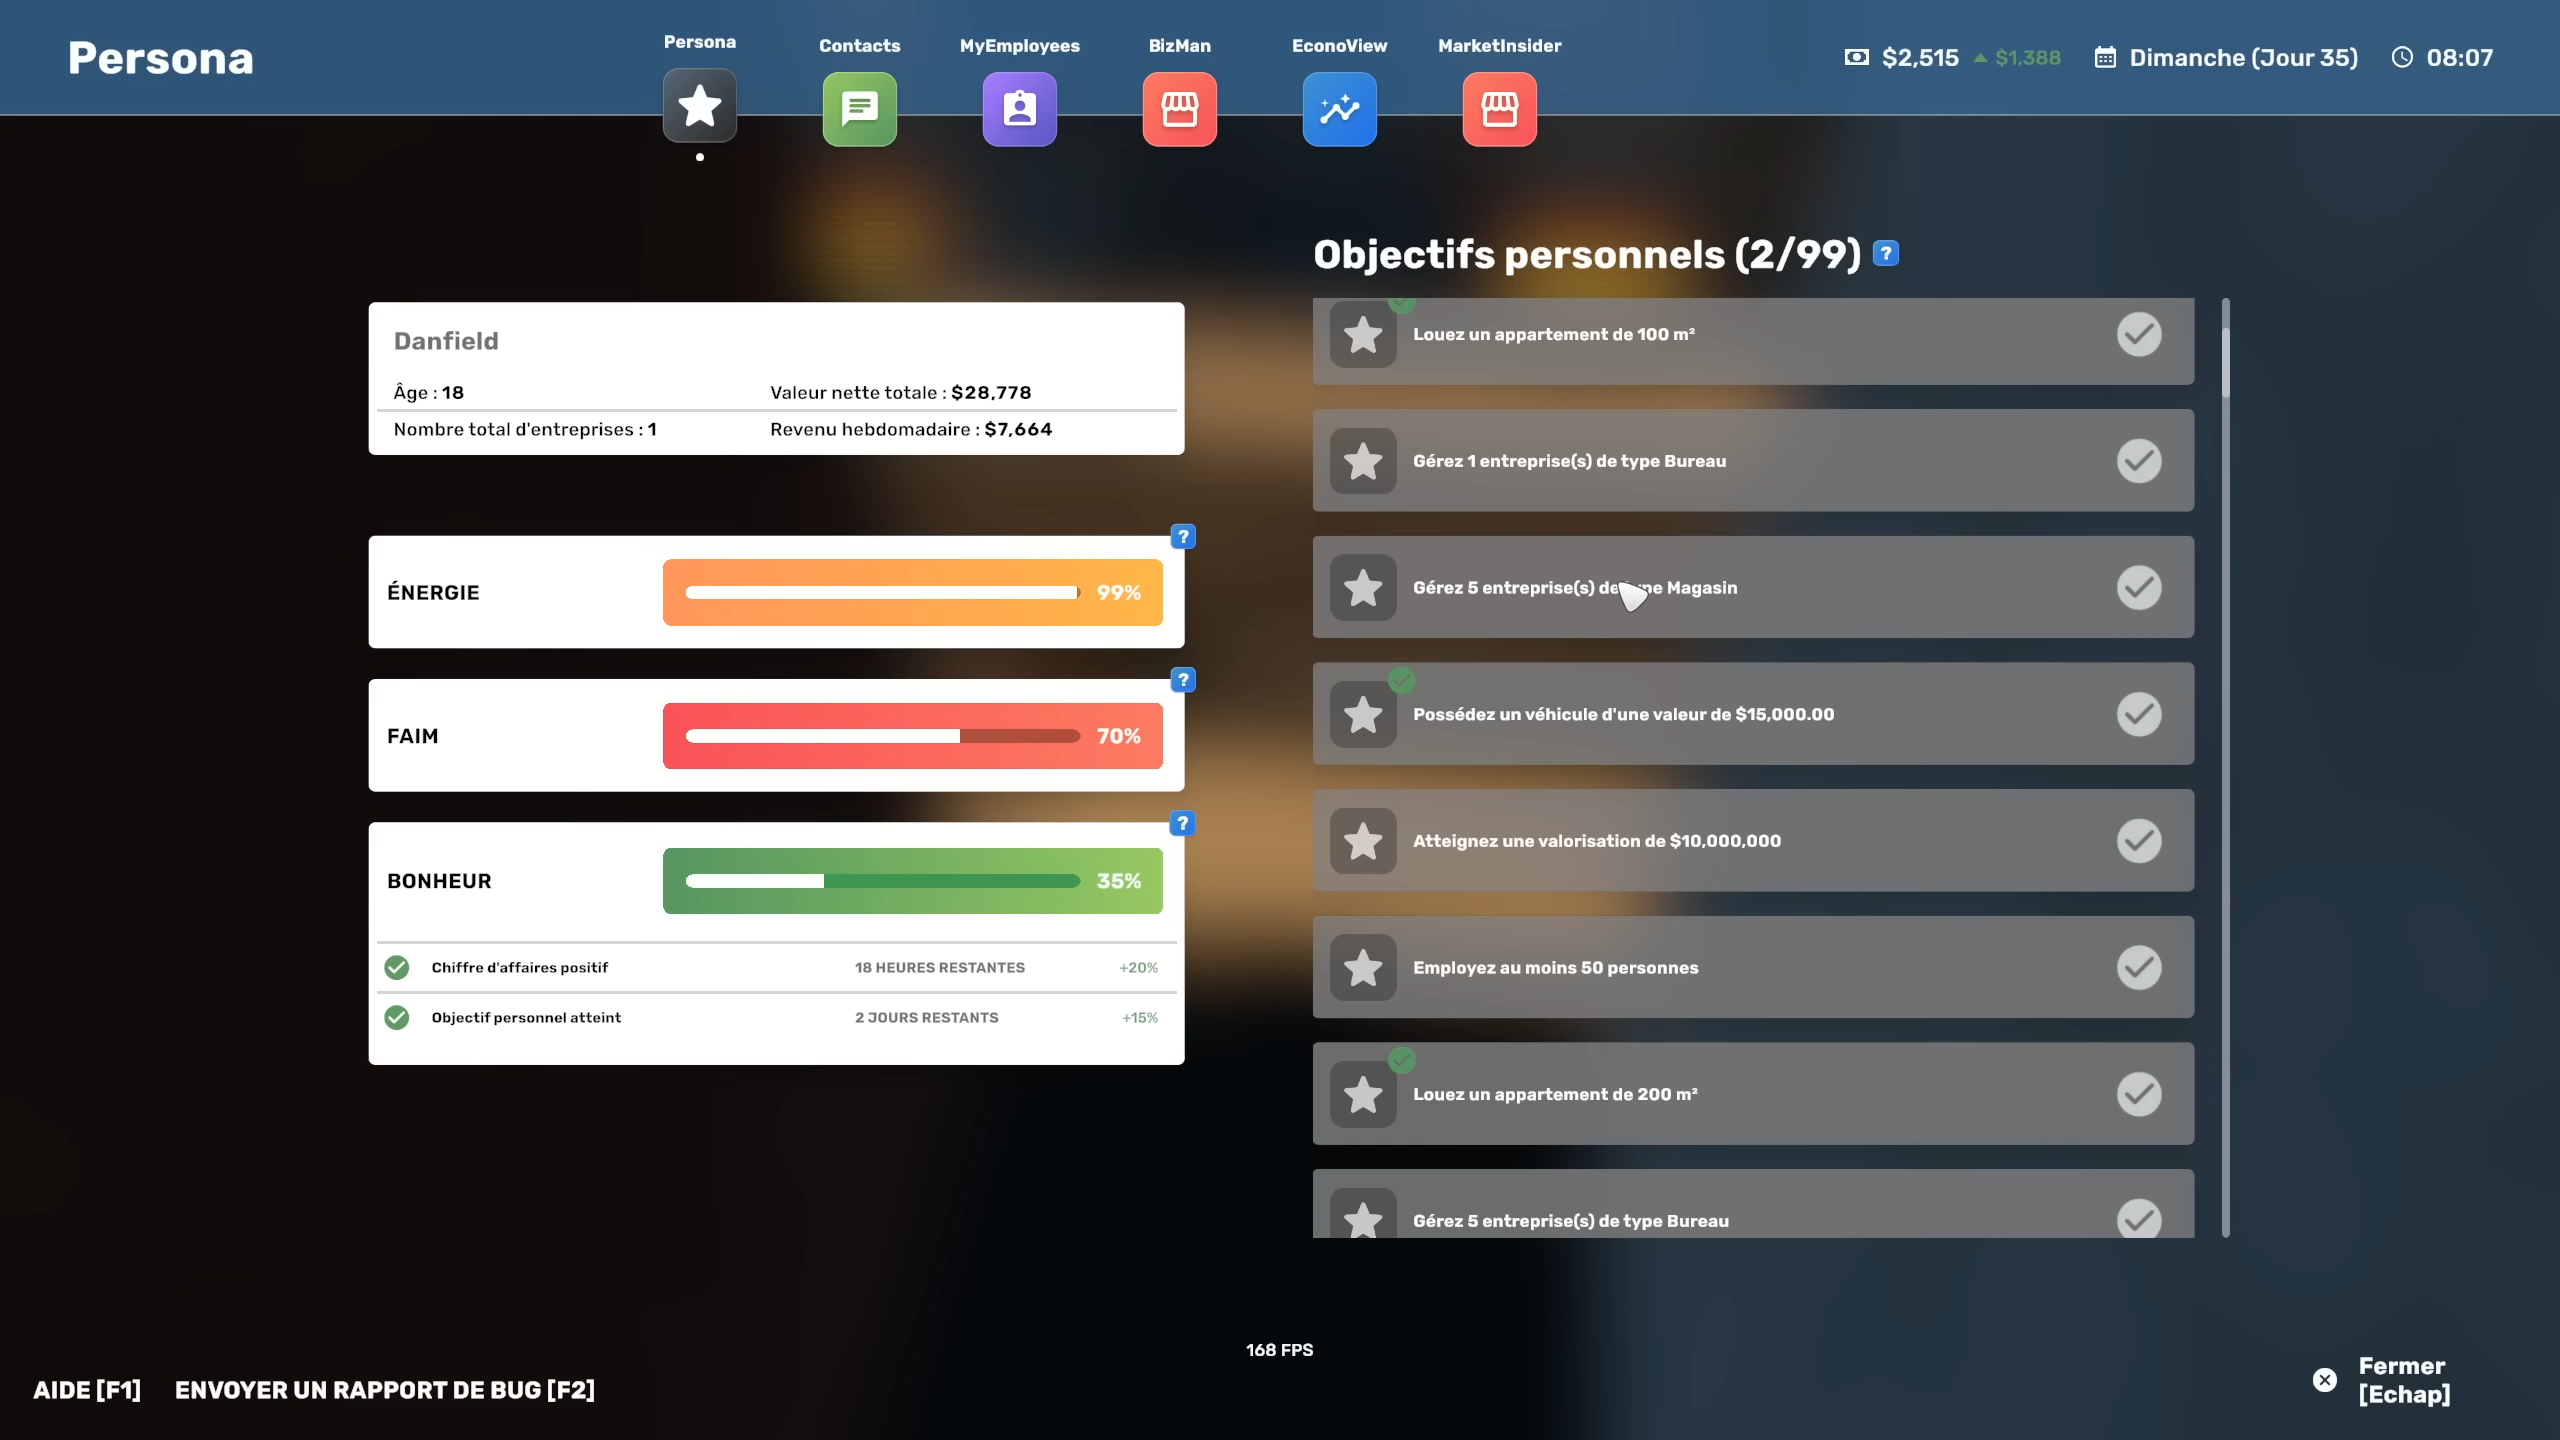 Persona
Persona
Contacts
MyEmployees
BizMan
EconoView
MarketInsider
$2,515
$1,388
Dimanche (Jour 35)
08:07
Objectifs personnels (2/99)
?
Danfield
Âge : 18
Valeur nette totale : $28,778
Nombre total d'entreprises : 1
Revenu hebdomadaire : $7,664
?
ÉNERGIE
99%
?
FAIM
70%
?
BONHEUR
35%
Chiffre d'affaires positif
18 HEURES RESTANTES
+20%
Objectif personnel atteint
2 JOURS RESTANTS
+15%
Louez un appartement de 100 m²
Gérez 1 entreprise(s) de type Bureau
Gérez 5 entreprise(s) de Magasin
Possédez un véhicule d'une valeur de $15,000.00
Atteignez une valorisation de $10,000,000
Employez au moins 50 personnes
Louez un appartement de 200 m²
Gérez 5 entreprise(s) de type Bureau
168 FPS
AIDE [F1]
ENVOYER UN RAPPORT DE BUG [F2]
Fermer
[Echap]